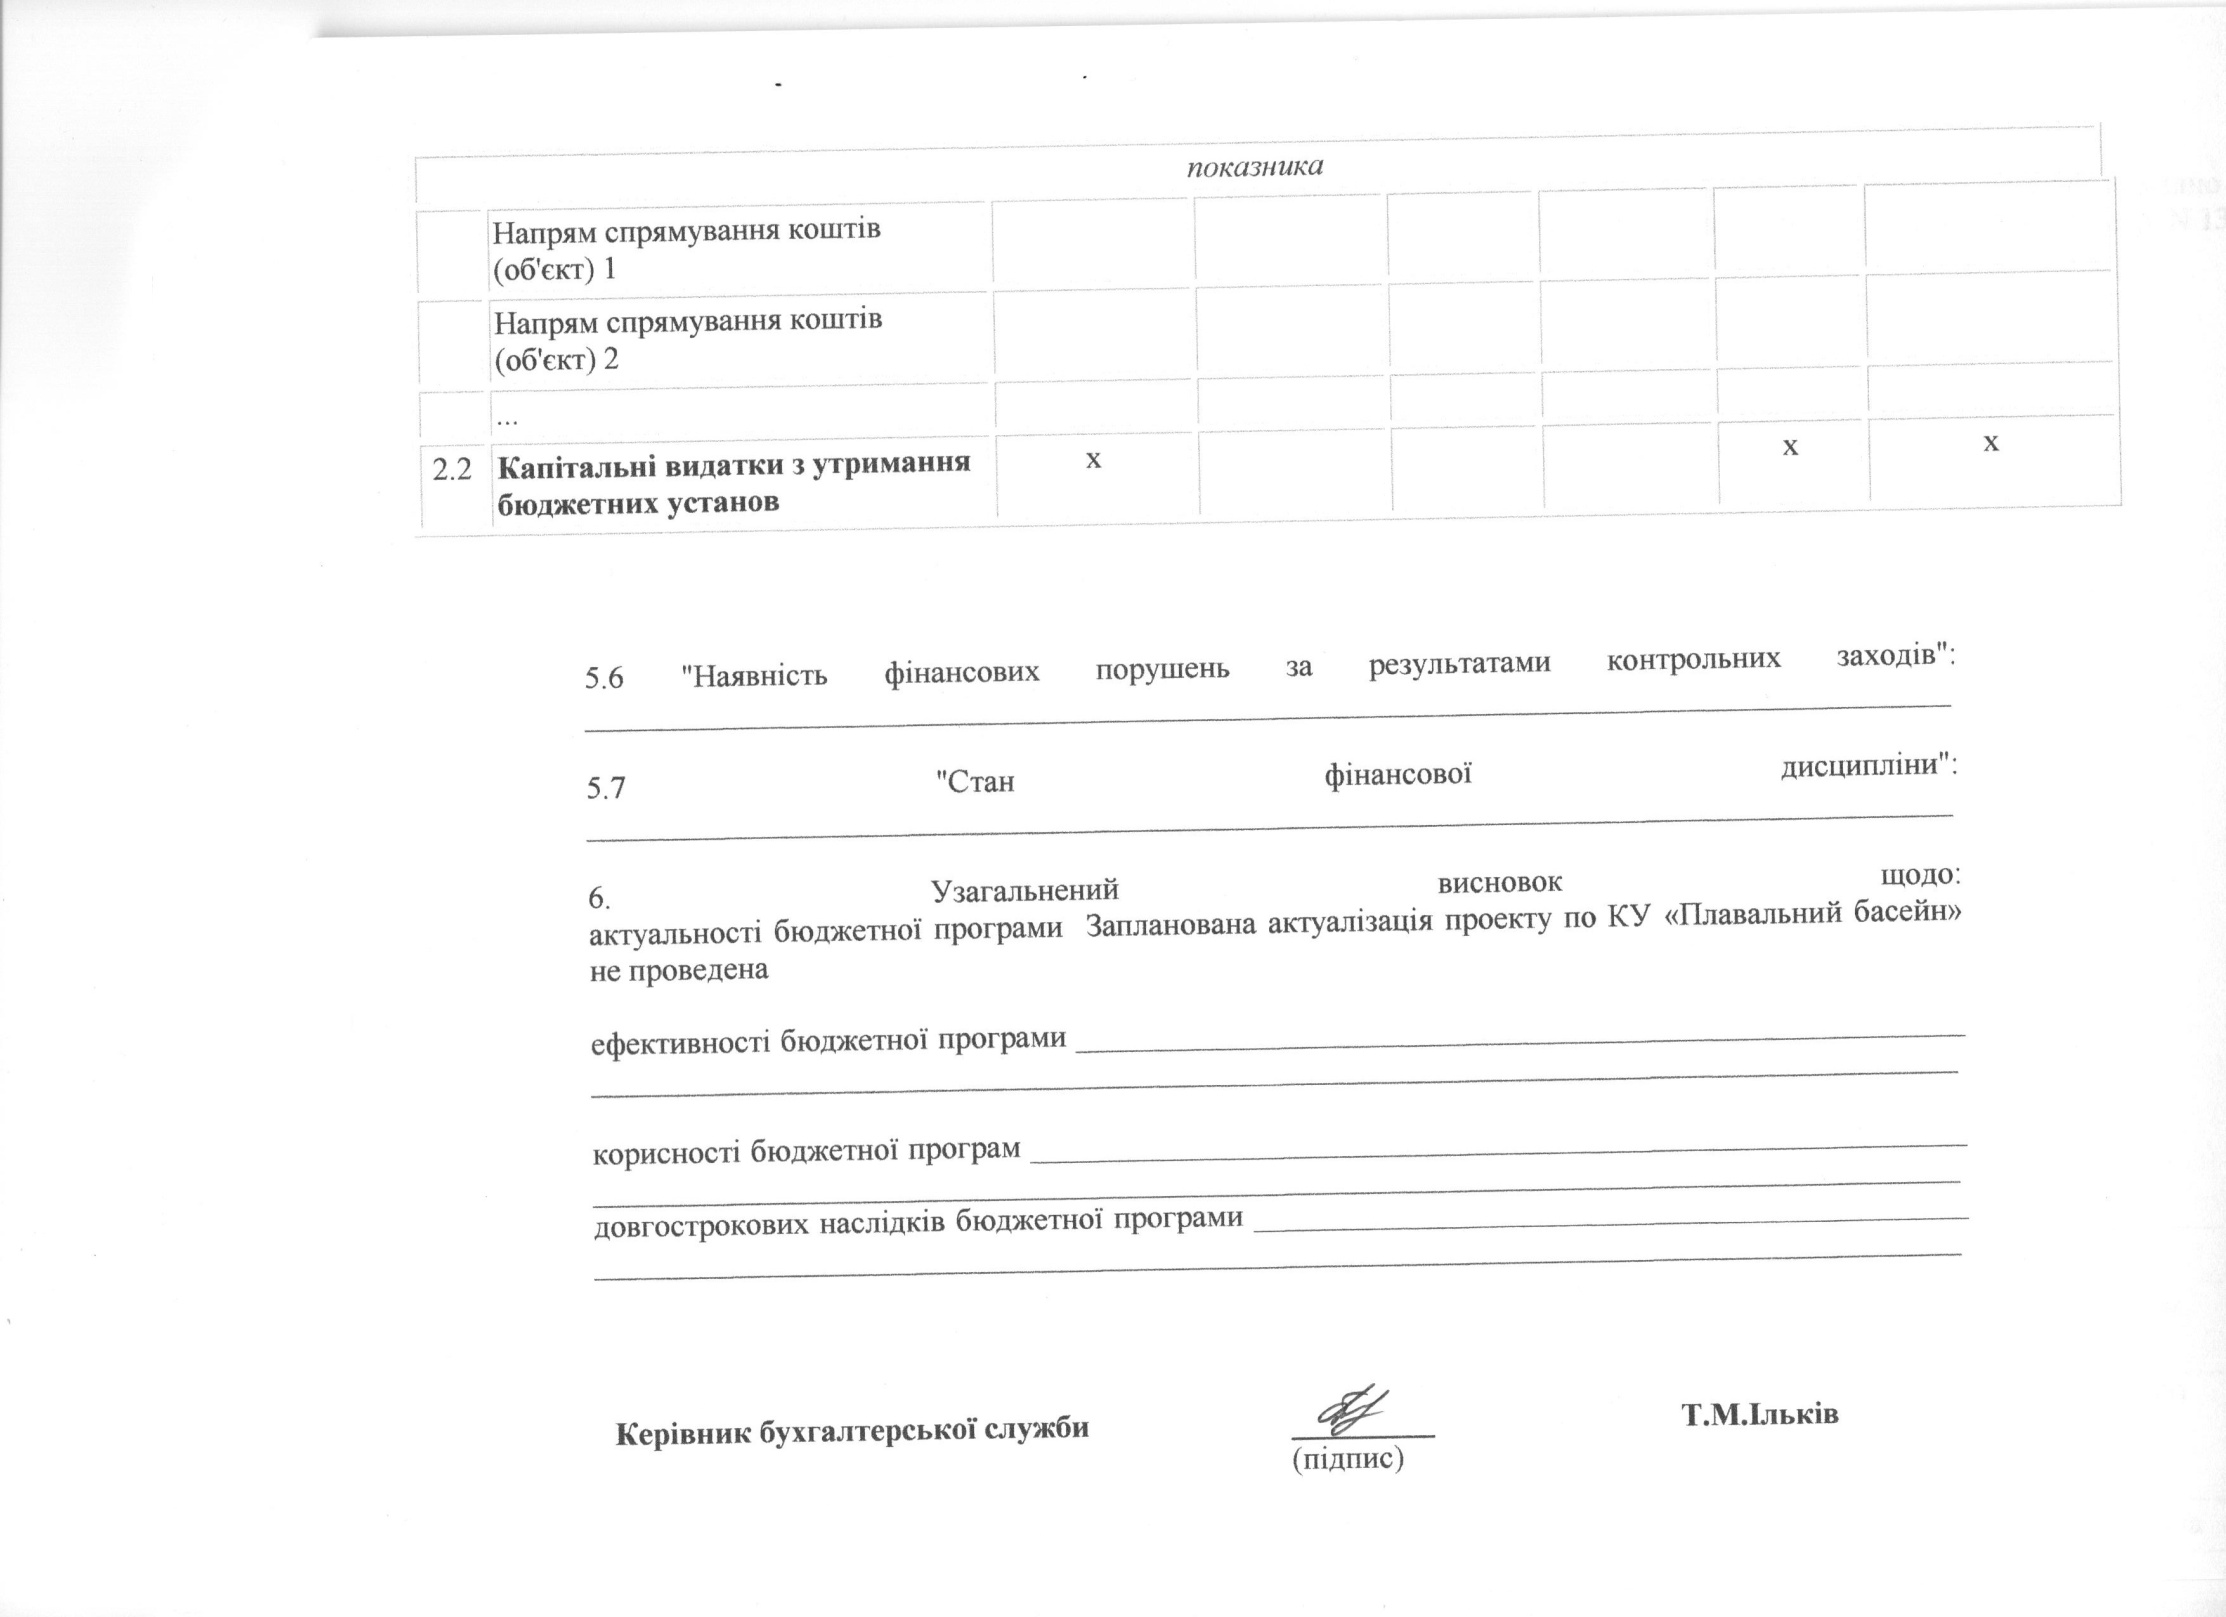 показника
Напрям спрямування коштів
(об'єкт) 1
Напрям спрямування коштів
(об'єкт) 2
...
2.2 Капітальні видатки з утримання х х х
бюджетних установ
5.6 "Наявність фінансових порушень за результатами контрольних заходів":
5.7 "Стан фінансової дисципліни":
6. Узагальнений висновок щодо:
актуальності бюджетної програми Запланована актуалізація проекту по КУ «Плавальний басейн»
не проведена
ефективності бюджетної програми
корисності бюджетної програм
довгострокових наслідків бюджетної програми
Керівник бухгалтерської служби Т.М.Ільків
(підпис)